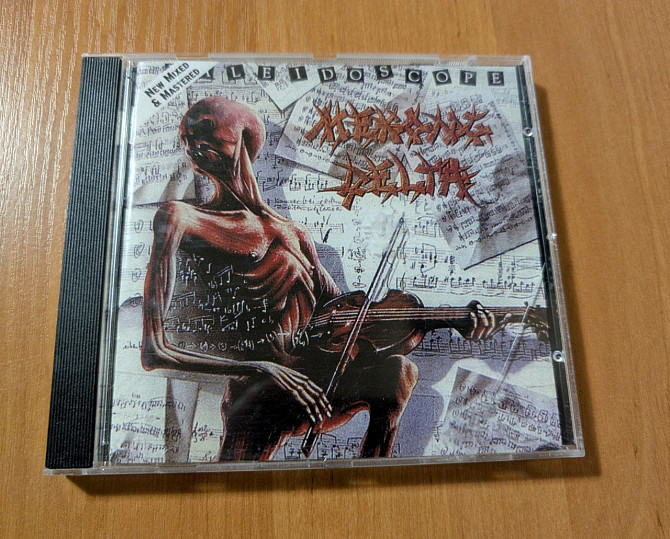 LEIDOSCOPE
NEW MIXED
& MASTERED
MEKONG
DELTA